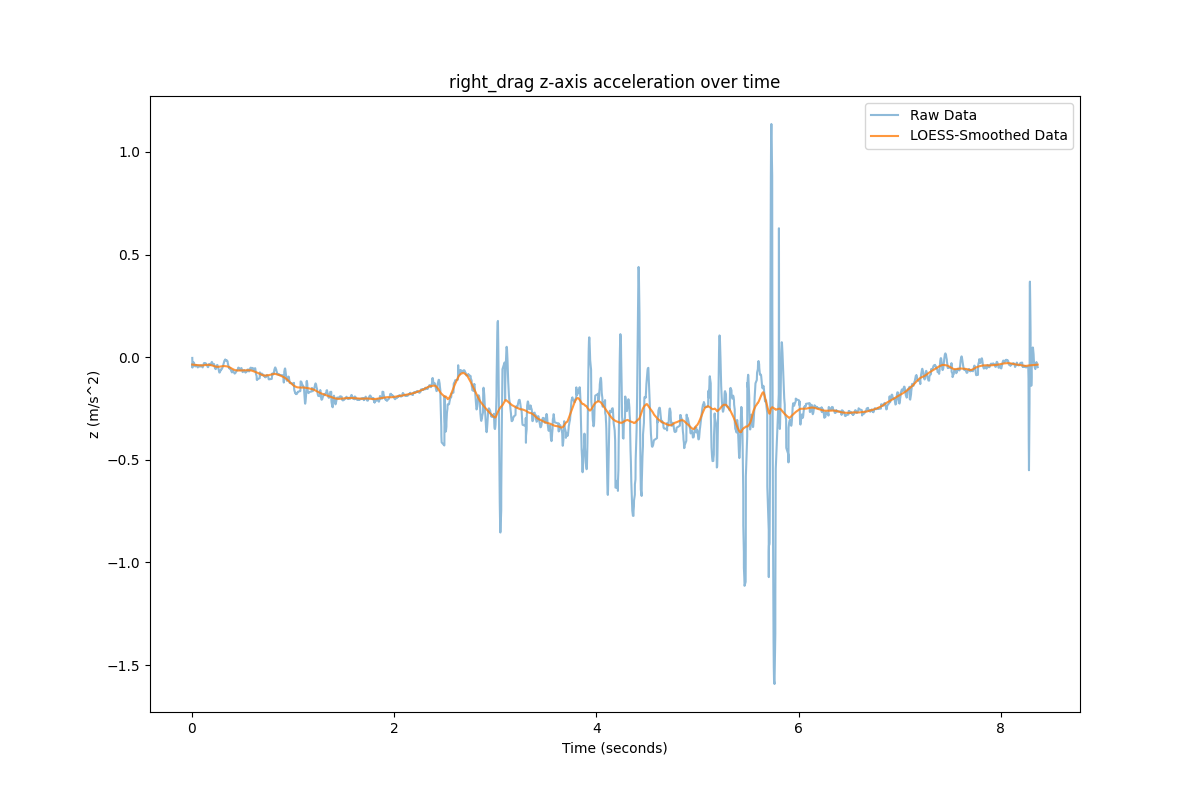 right_drag z-axis acceleration over time
Raw Data
LOESS-Smoothed Data
z (m/s^2)
1.0
0.5
0.0
−0.5
−1.0
−1.5
0 2 4 6 8
Time (seconds)